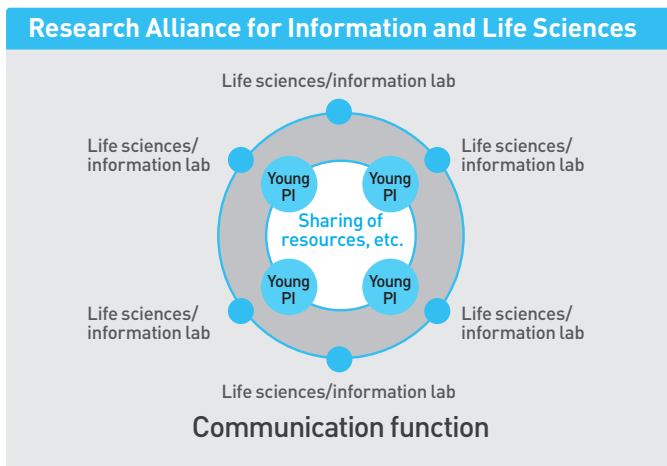 Research Alliance for Information and Life Sciences
Life sciences/information lab
Life sciences/
information lab
Life sciences/
information lab
Young
PI
Young
PI
Sharing of
resources, etc.
Young
PI
Young
PI
Life sciences/
information lab
Life sciences/
information lab
Life sciences/information lab
Communication function